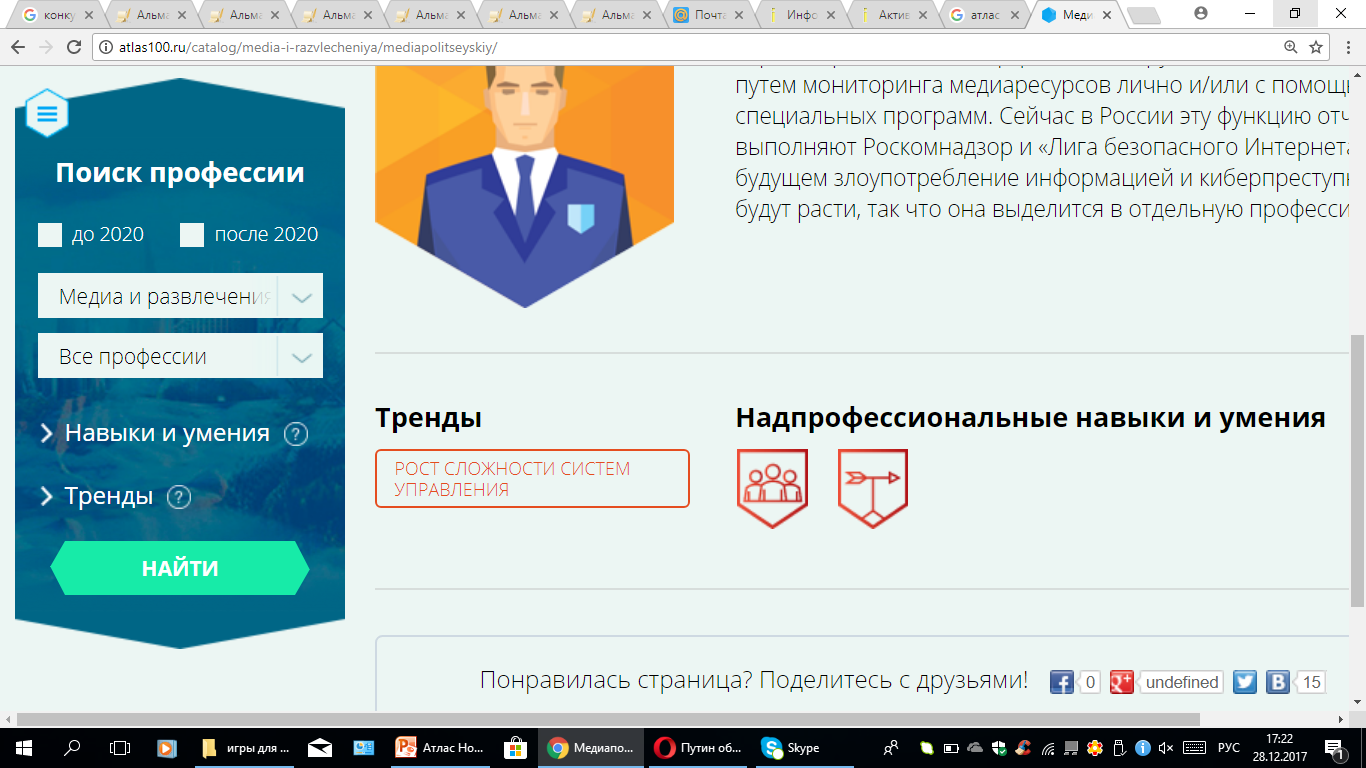 конку
Альма
Альма
Альма
Альма
Альма
Альма
Почта
Инфо
Актив
атлас
Меди
atlas100.ru/catalog/media-i-razvlecheniya/mediapolitseyskiy/
Поиск профессии
до 2020
после 2020
Медиа и развлечения
Все профессии
Навыки и умения ?
Тренды ?
НАЙТИ
путем мониторинга медиаресурсов лично и/или с помощь
специальных программ. Сейчас в России эту функцию отч
выполняют Роскомнадзор и «Лига безопасного Интернета
будущем злоупотребление информацией и киберпреступн
будут расти, так что она выделится в отдельную професси
Тренды
РОСТ СЛОЖНОСТИ СИСТЕМ
УПРАВЛЕНИЯ
Надпрофессиональные навыки и умения
Понравилась страница? Поделитесь с друзьями!
0
undefined
15
игры для ...
Атлас Но...
Медиапо...
Путин об...
Skype
РУС
17:22
28.12.2017
1